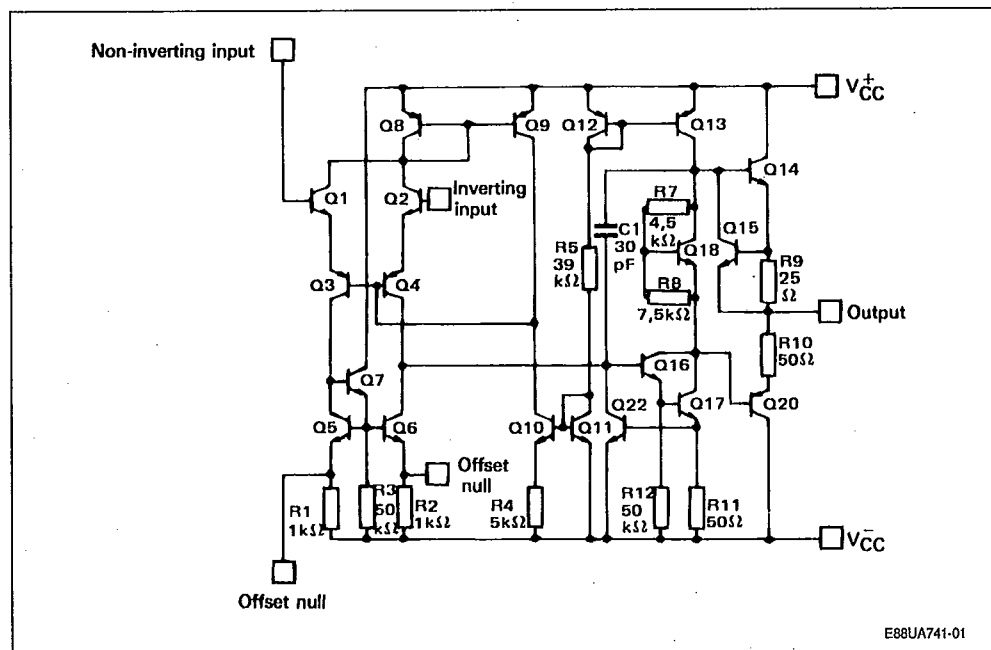 Non-inverting input
V+CC
Q8
Q9
Q12
Q13
Q14
Q1
Q2
Inverting
input
R7
4,5
kΩ
C1
30
pF
Q15
Q18
R5
39
kΩ
R9
25
Ω
Q3
Q4
R8
7,5kΩ
Output
R10
50Ω
Q7
Q16
Q5
Q6
Q10
Q11
Q22
Q17
Q20
Offset
null
R1
1kΩ
R3
50
kΩ
R2
1kΩ
R4
5kΩ
R12
50
kΩ
R11
50Ω
V-CC
Offset null
E88UA741-01